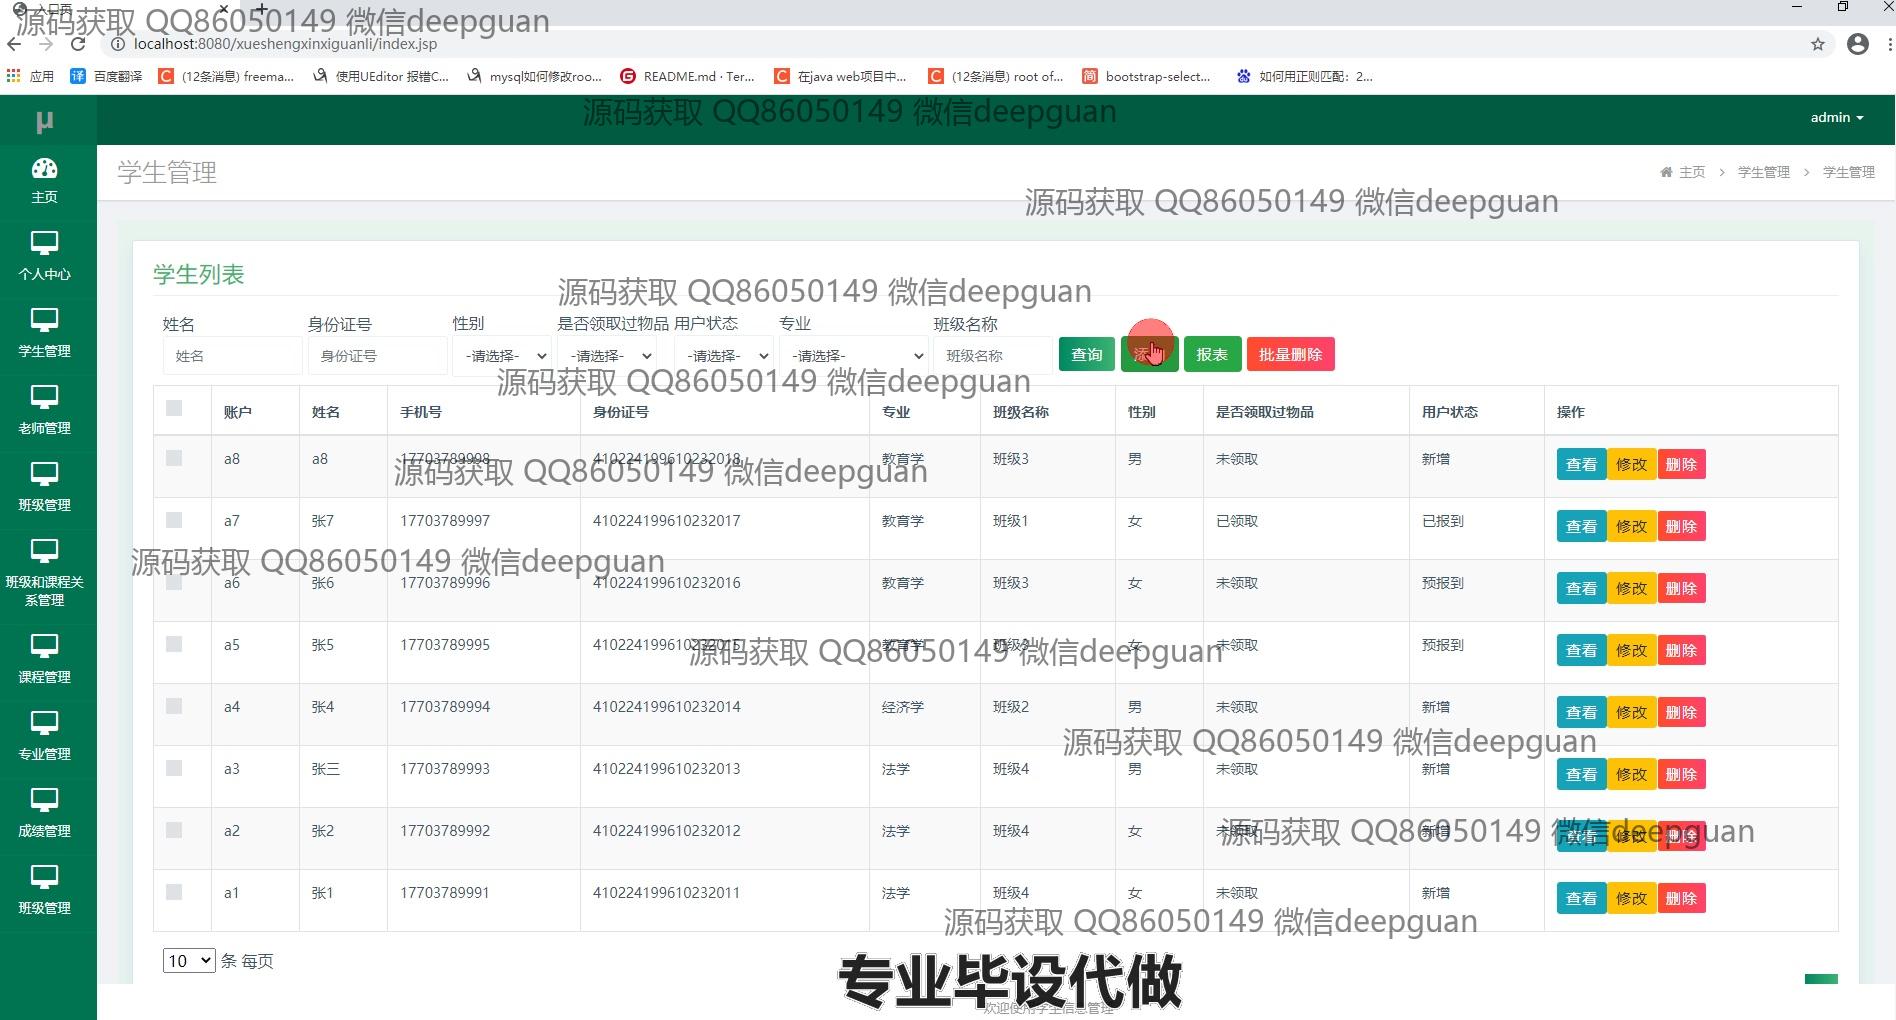 入口页
源码获取 QQ86050149 微信deepguan
localhost:8080/xueshengxinxiguanli/index.jsp
应用 百度翻译 (12条消息) freema... 使用UEditor 报错C... mysql如何修改roo... README.md · Ter... 在java web项目中... (12条消息) root of... bootstrap-select... 如何用正则匹配：2...
源码获取 QQ86050149 微信deepguan
μ admin
学生管理 主页 > 学生管理 > 学生管理
源码获取 QQ86050149 微信deepguan
主页
个人中心
学生管理
老师管理
班级管理
班级和课程关
系管理
课程管理
专业管理
成绩管理
班级管理
学生列表
源码获取 QQ86050149 微信deepguan
姓名 身份证号 性别 是否领取过物品 用户状态 专业 班级名称
姓名 身份证号 -请选择- -请选择- -请选择- -请选择- 班级名称 查询 报表 批量删除
源码获取 QQ86050149 微信deepguan
账户 姓名 手机号 身份证号 专业 班级名称 性别 是否领取过物品 用户状态 操作
a8 a8 17703789998 410224199610232018 教育学 班级3 男 未领取 新增 查看 修改 删除
源码获取 QQ86050149 微信deepguan
a7 张7 17703789997 410224199610232017 教育学 班级1 女 已领取 已报到 查看 修改 删除
源码获取 QQ86050149 微信deepguan
a6 张6 17703789996 410224199610232016 教育学 班级3 女 未领取 预报到 查看 修改 删除
a5 张5 17703789995 410224199610232015 教育学 班级3 女 未领取 预报到 查看 修改 删除
源码获取 QQ86050149 微信deepguan
a4 张4 17703789994 410224199610232014 经济学 班级2 男 未领取 新增 查看 修改 删除
源码获取 QQ86050149 微信deepguan
a3 张三 17703789993 410224199610232013 法学 班级4 男 未领取 新增 查看 修改 删除
a2 张2 17703789992 410224199610232012 法学 班级4 女 未领取 新增 查看 修改 删除
源码获取 QQ86050149 微信deepguan
a1 张1 17703789991 410224199610232011 法学 班级4 女 未领取 新增 查看 修改 删除
源码获取 QQ86050149 微信deepguan
10 条 每页
专业毕设代做
欢迎使用学生信息管理